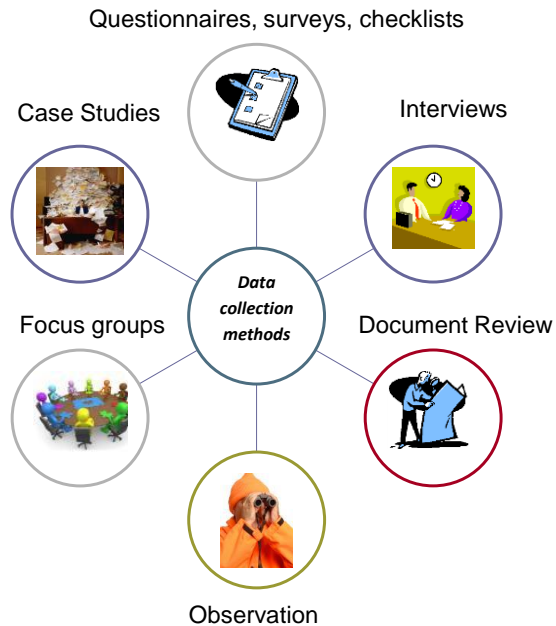 Questionnaires, surveys, checklists
Case Studies
Interviews
Data
collection
methods
Focus groups
Document Review
Observation